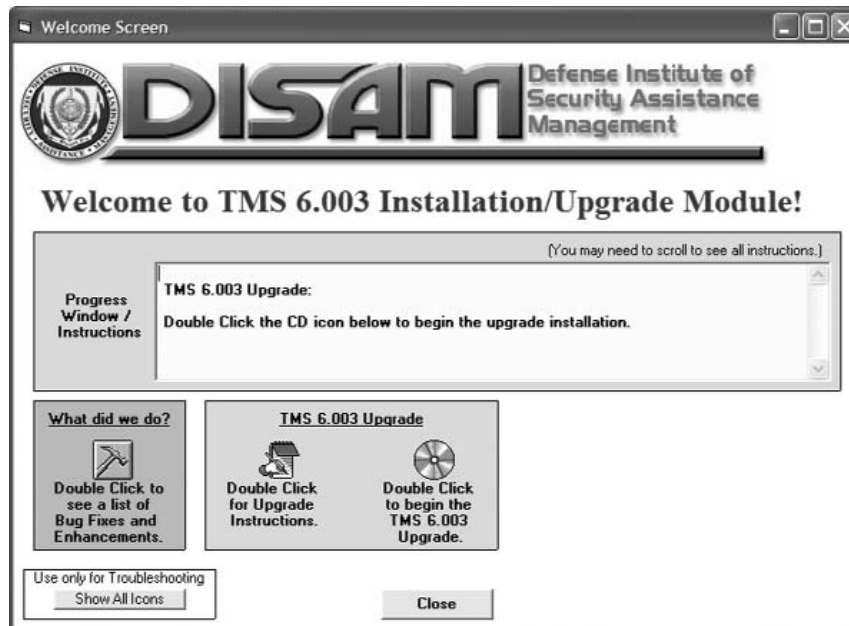 Welcome Screen
DISAM
Defense Institute of
Security Assistance
Management
Welcome to TMS 6.003 Installation/Upgrade Module!
(You may need to scroll to see all instructions.)
Progress
Window /
Instructions
TMS 6.003 Upgrade:
Double Click the CD icon below to begin the upgrade installation.
What did we do?
Double Click to
see a list of
Bug Fixes and
Enhancements.
TMS 6.003 Upgrade
Double Click
for Upgrade
Instructions.
Double Click
to begin the
TMS 6.003
Upgrade.
Use only for Troubleshooting
Show All Icons
Close